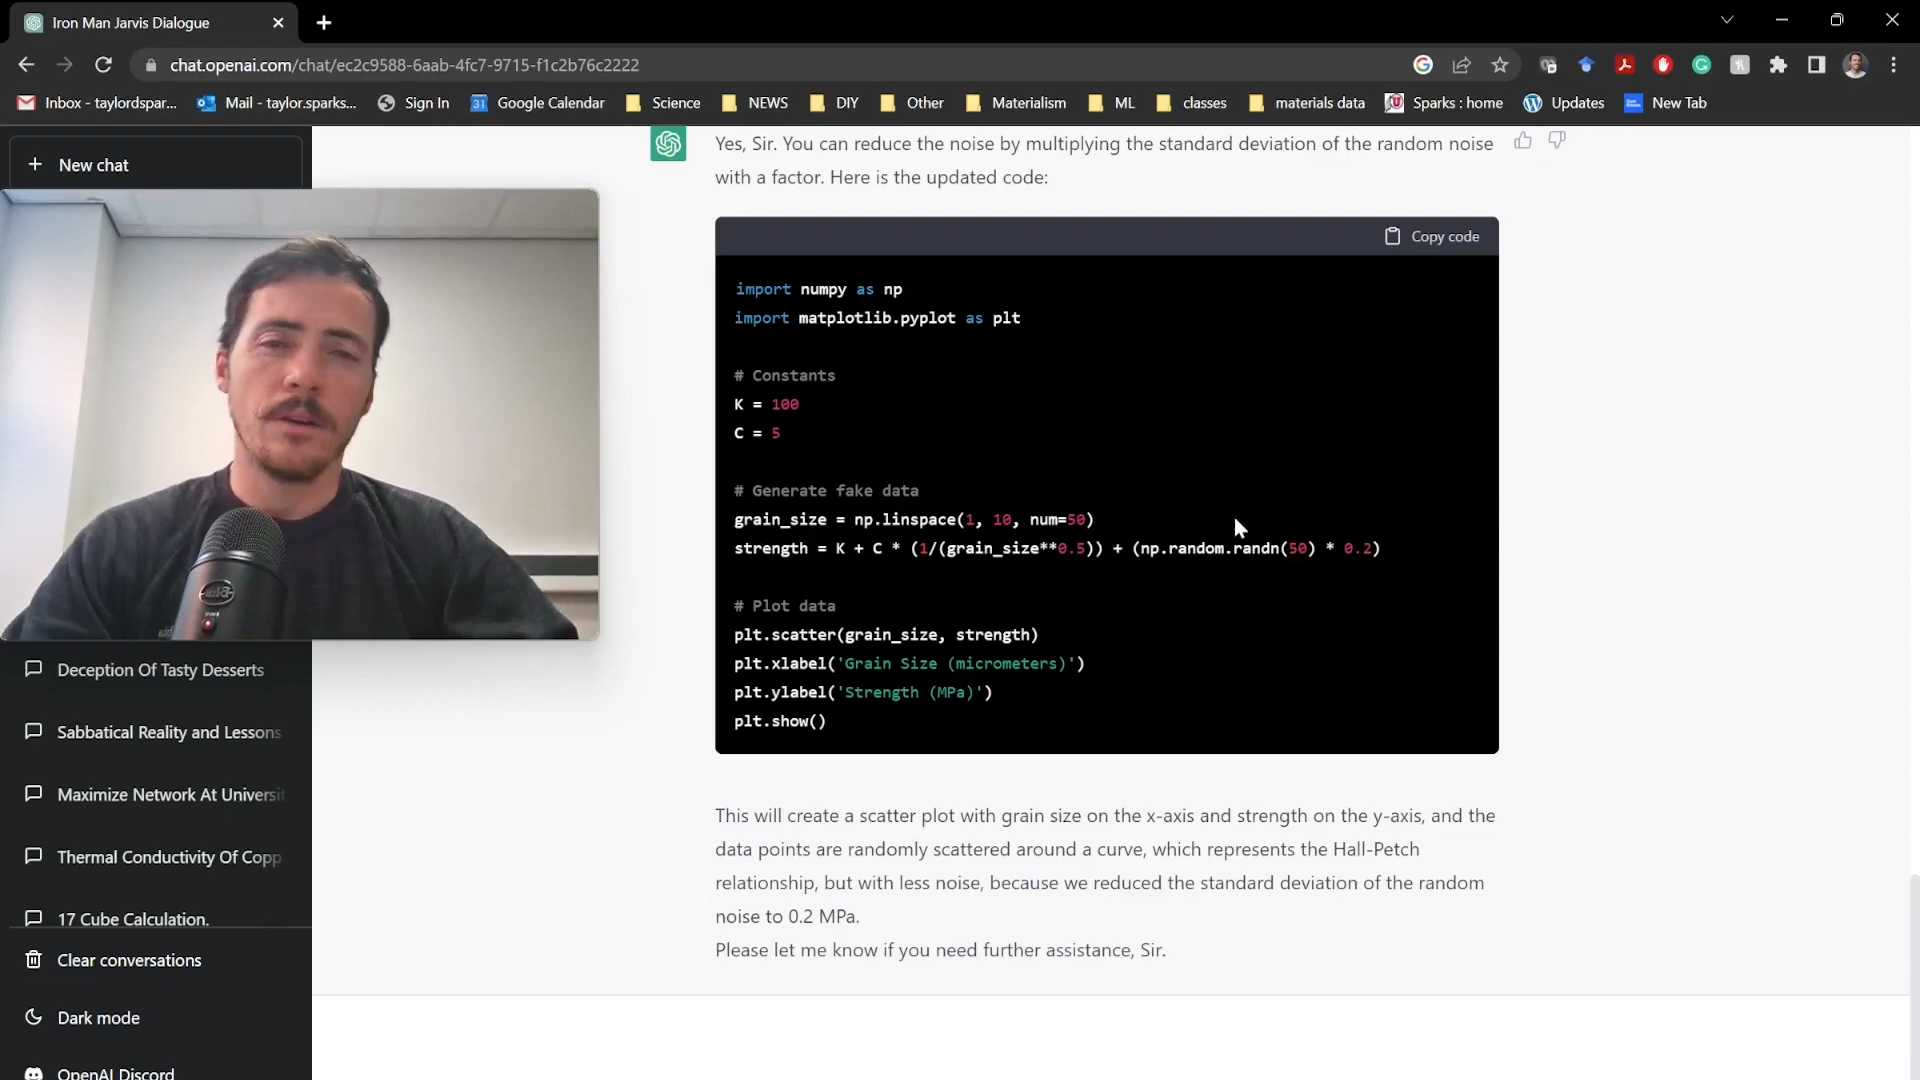 Iron Man Jarvis Dialogue
chat.openai.com/chat/ec2c9588-6aab-4fc7-9715-f1c2b76c2222
Inbox - taylordspar... Mail - taylor.sparks... Sign In 31 Google Calendar Science NEWS DIY Other Materialism ML classes materials data Sparks : home Updates New Tab
+ New chat
Deception Of Tasty Desserts
Sabbatical Reality and Lessons
Maximize Network At Universit
Thermal Conductivity Of Copp
17 Cube Calculation.
Clear conversations
Dark mode
OpenAI Discord
Yes, Sir. You can reduce the noise by multiplying the standard deviation of the random noise
with a factor. Here is the updated code:
Copy code
import numpy as np
import matplotlib.pyplot as plt
# Constants
K = 100
C = 5
# Generate fake data
grain_size = np.linspace(1, 10, num=50)
strength = K + C * (1/(grain_size**0.5)) + (np.random.randn(50) * 0.2)
# Plot data
plt.scatter(grain_size, strength)
plt.xlabel('Grain Size (micrometers)')
plt.ylabel('Strength (MPa)')
plt.show()
This will create a scatter plot with grain size on the x-axis and strength on the y-axis, and the
data points are randomly scattered around a curve, which represents the Hall-Petch
relationship, but with less noise, because we reduced the standard deviation of the random
noise to 0.2 MPa.
Please let me know if you need further assistance, Sir.